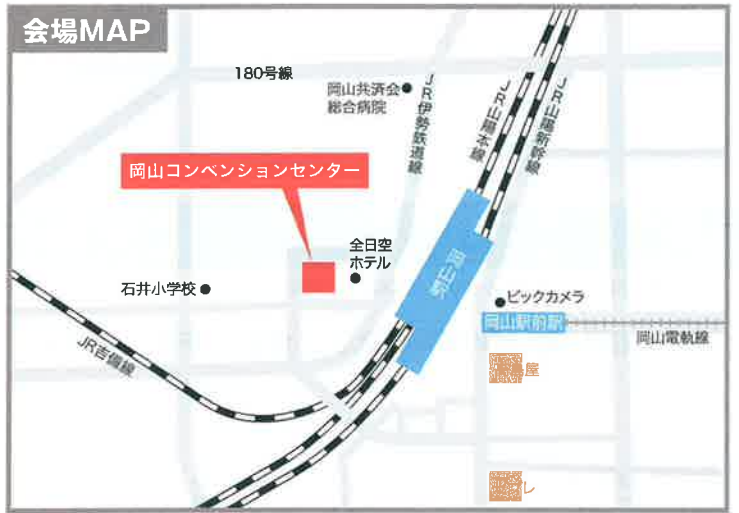 会場MAP
180号線
岡山共済会
総合病院
JR伊勢鉄道線
JR山陽本線
JR山陽新幹線
岡山コンベンションセンター
全日空
ホテル
岡山駅
石井小学校
ビックカメラ
岡山駅前駅
岡山電軌線
JR吉備線
屋
ル